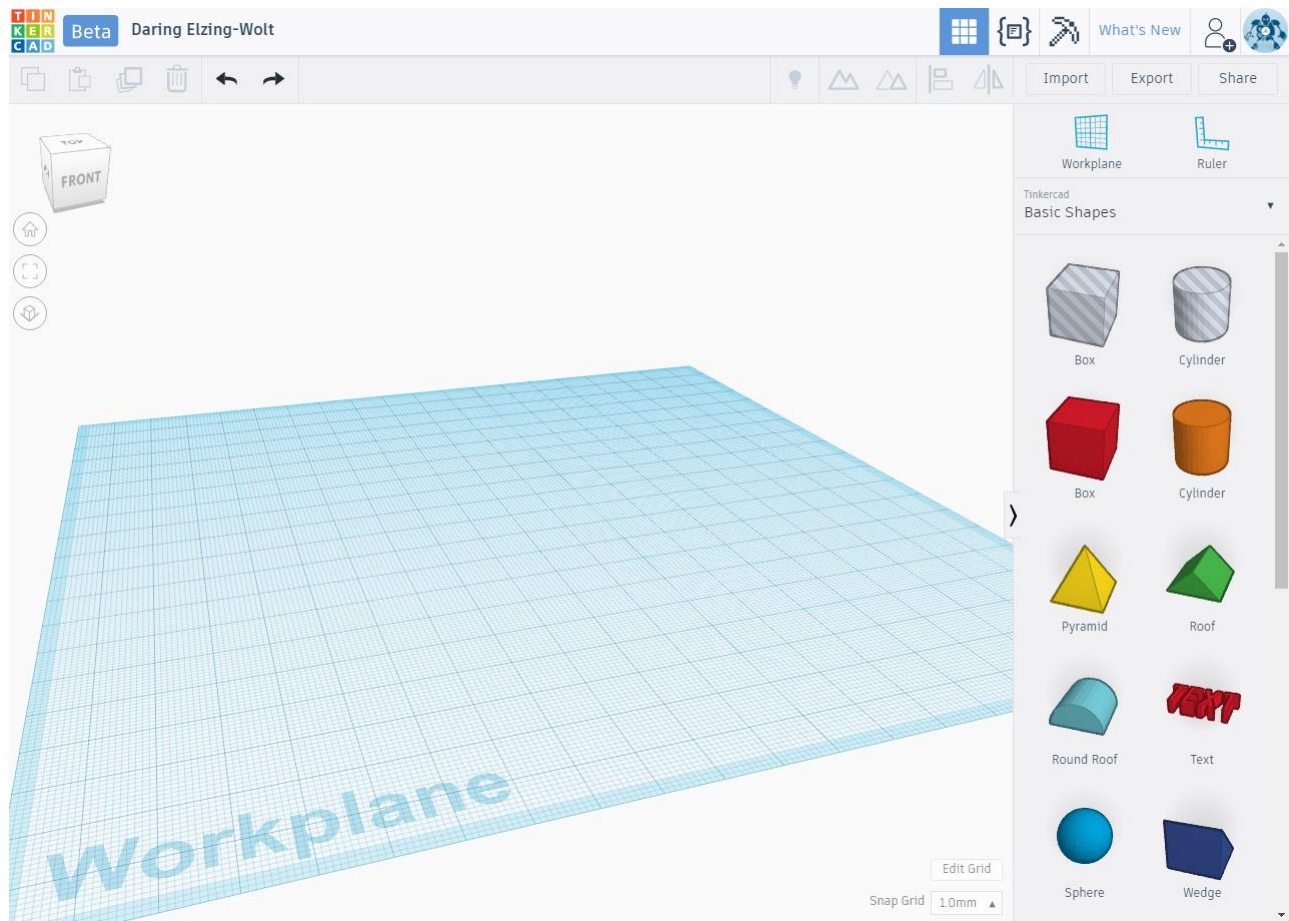 TIN
KER
CAD
Beta
Daring Elzing-Wolt
What's New
Import
Export
Share
TOP
FRONT
Workplane
Ruler
Tinkercad
Basic Shapes
Box
Cylinder
Box
Cylinder
Pyramid
Roof
Round Roof
TEXT
Text
Sphere
Wedge
Workplane
Edit Grid
Snap Grid
1.0mm